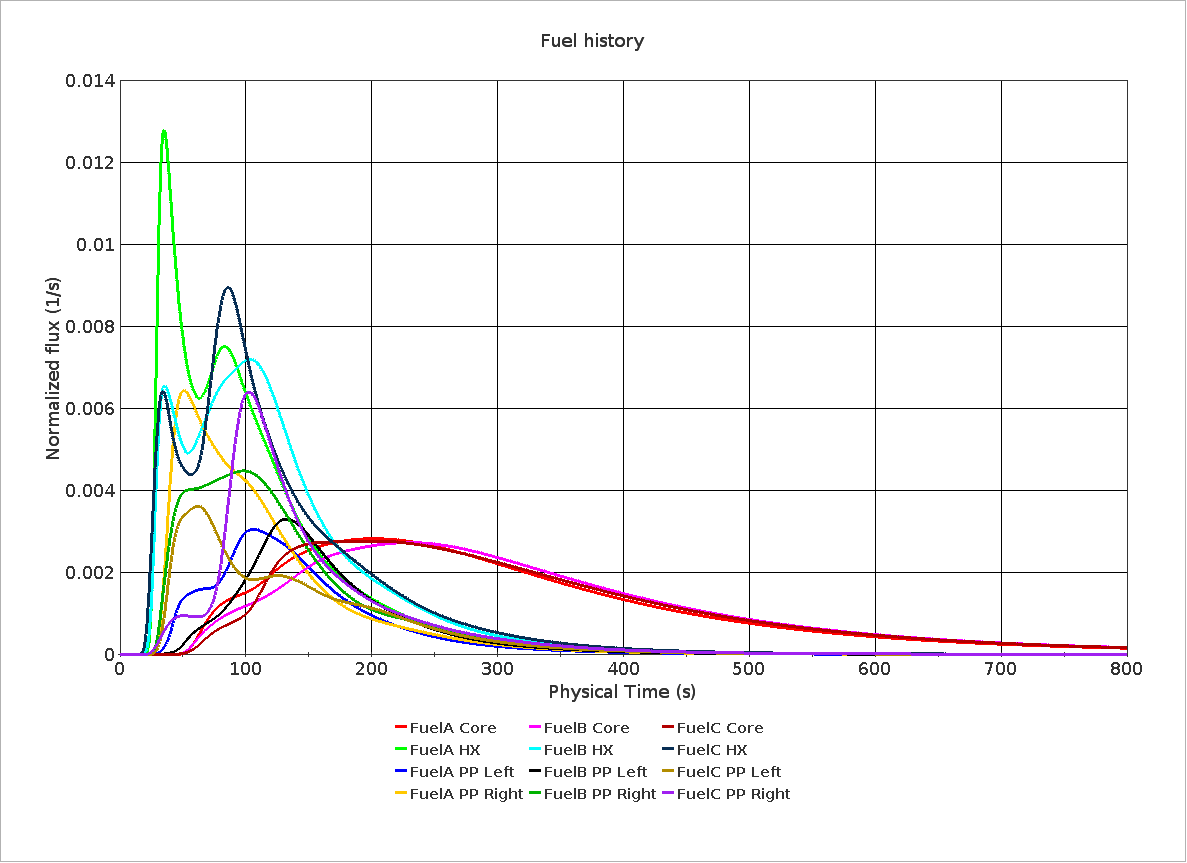 Fuel history
0.014
0.012
0.01
0.008
0.006
0.004
0.002
0
Normalized flux (1/s)
0 100 200 300 400 500 600 700 800
Physical Time (s)
FuelA Core FuelB Core FuelC Core
FuelA HX FuelB HX FuelC HX
FuelA PP Left FuelB PP Left FuelC PP Left
FuelA PP Right FuelB PP Right FuelC PP Right